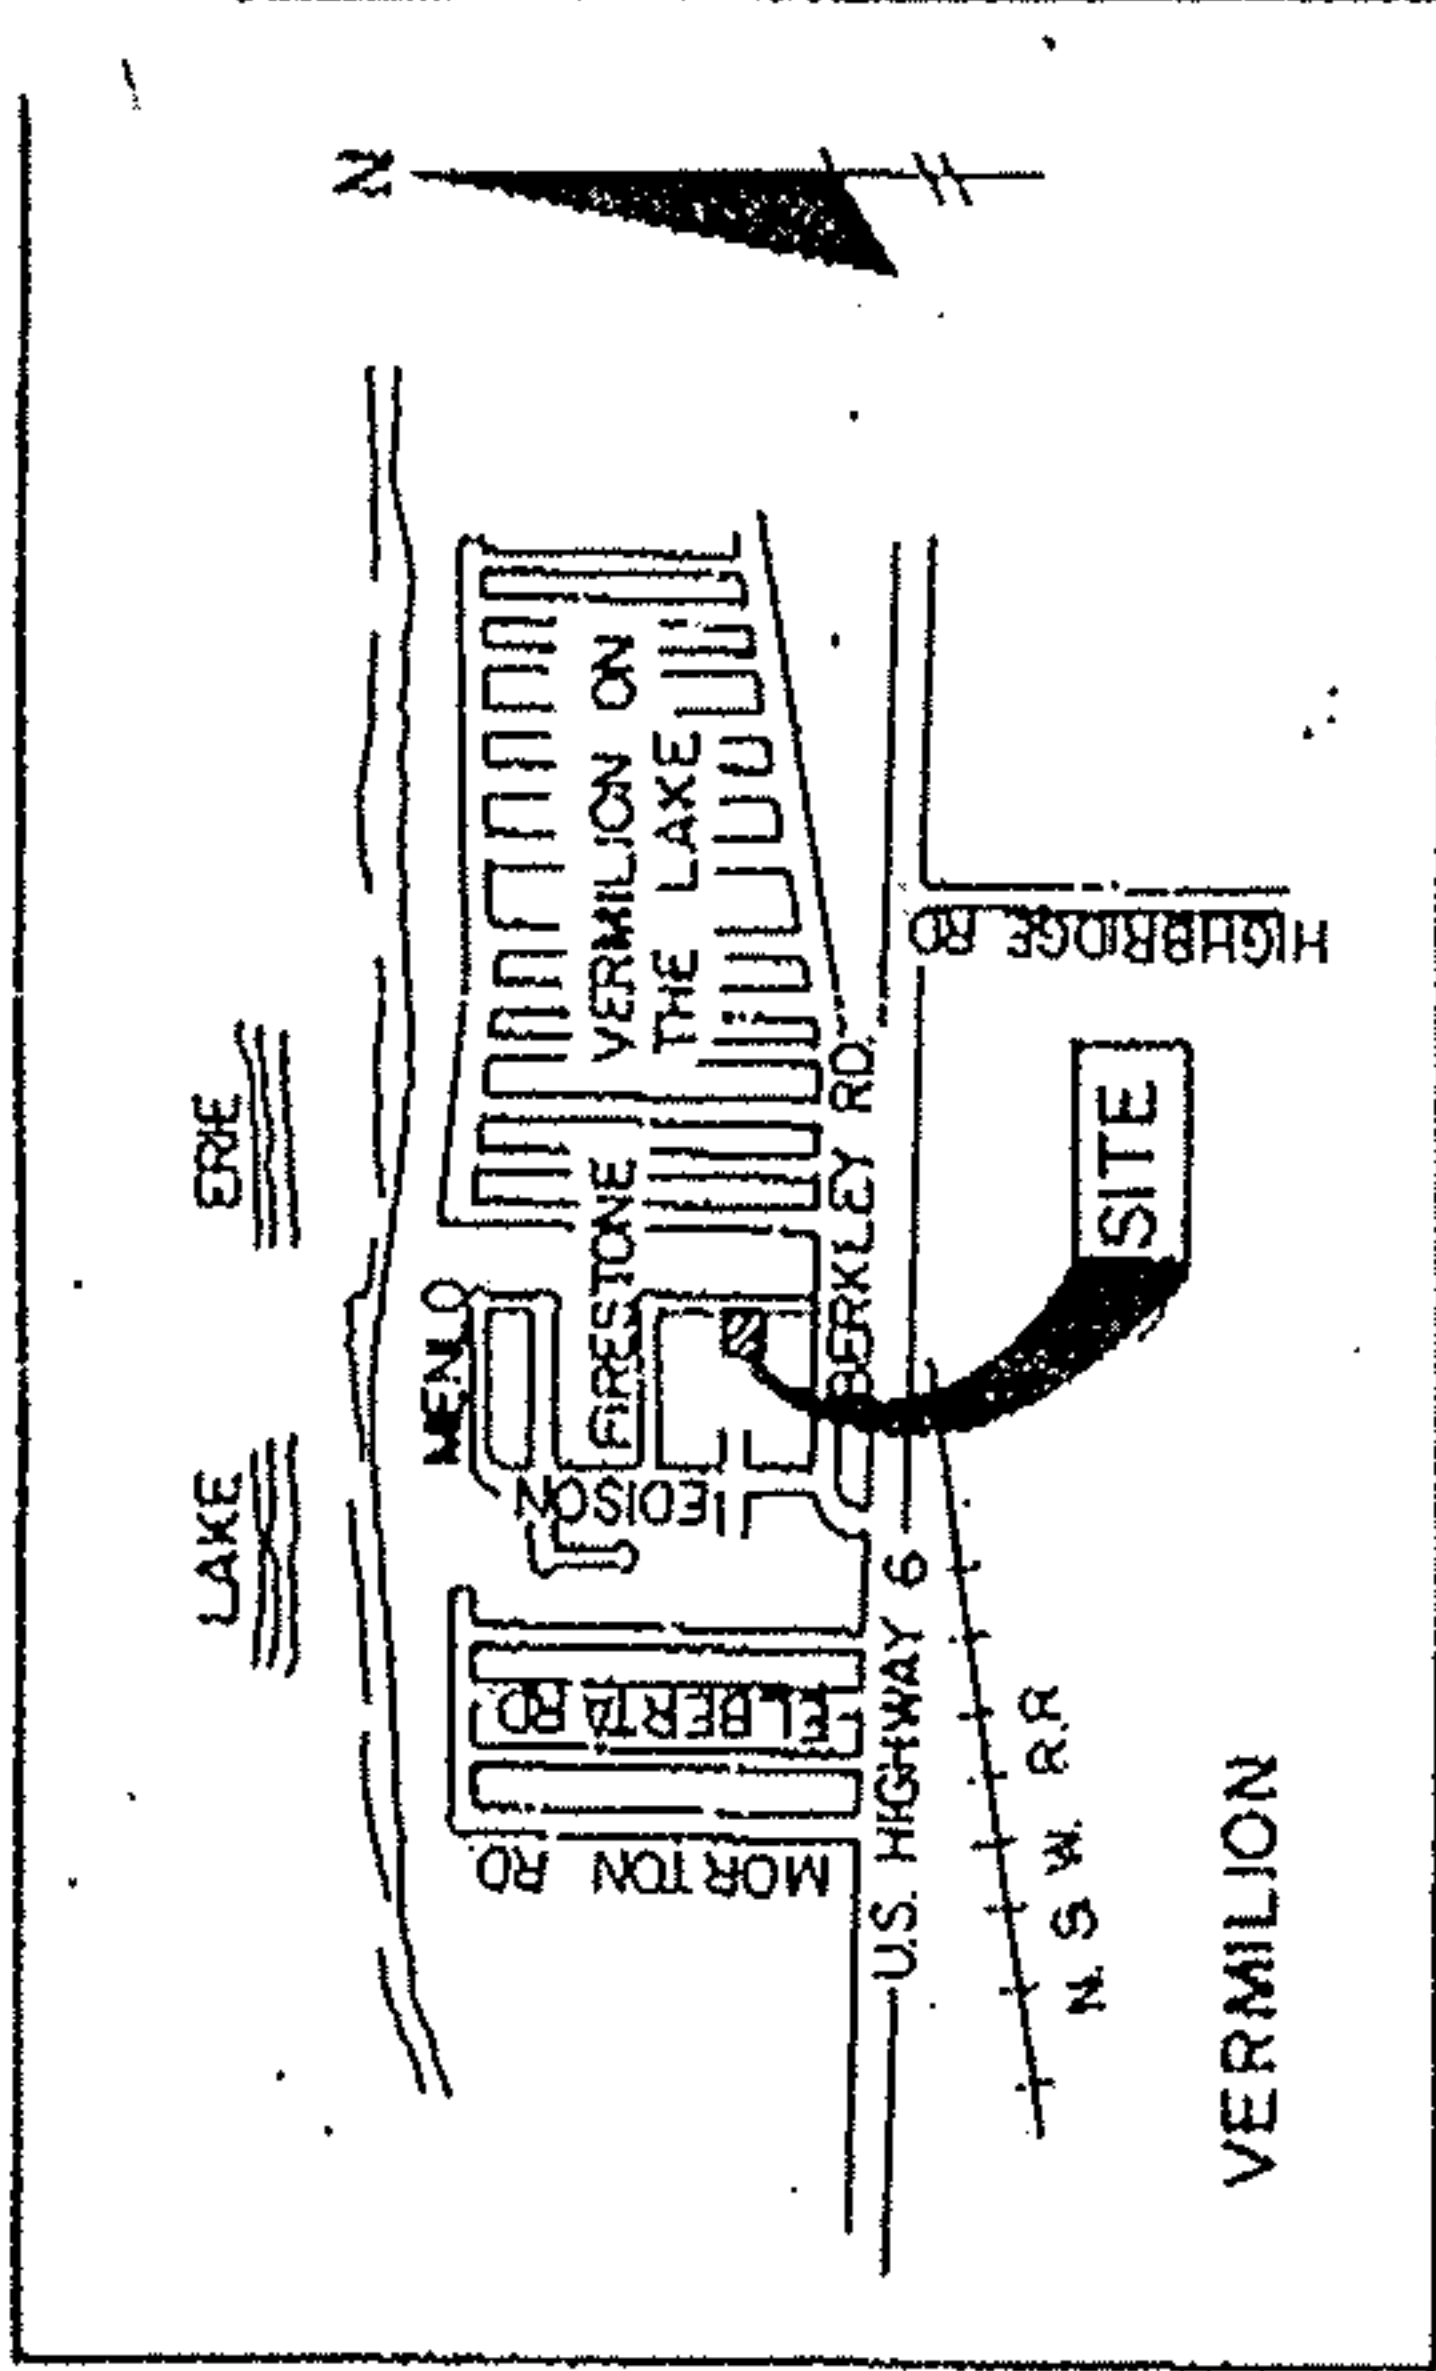 N
LAKE ERIE
MENLO
FIRESTONE
VERMILION ON
THE LAKE
EDISON
ELBERTA RD
MORTON RD.
BERKLEY RD.
U.S. HIGHWAY 6
HIGHBRIDGE RD
N. S W. R.R
SITE
VERMILION